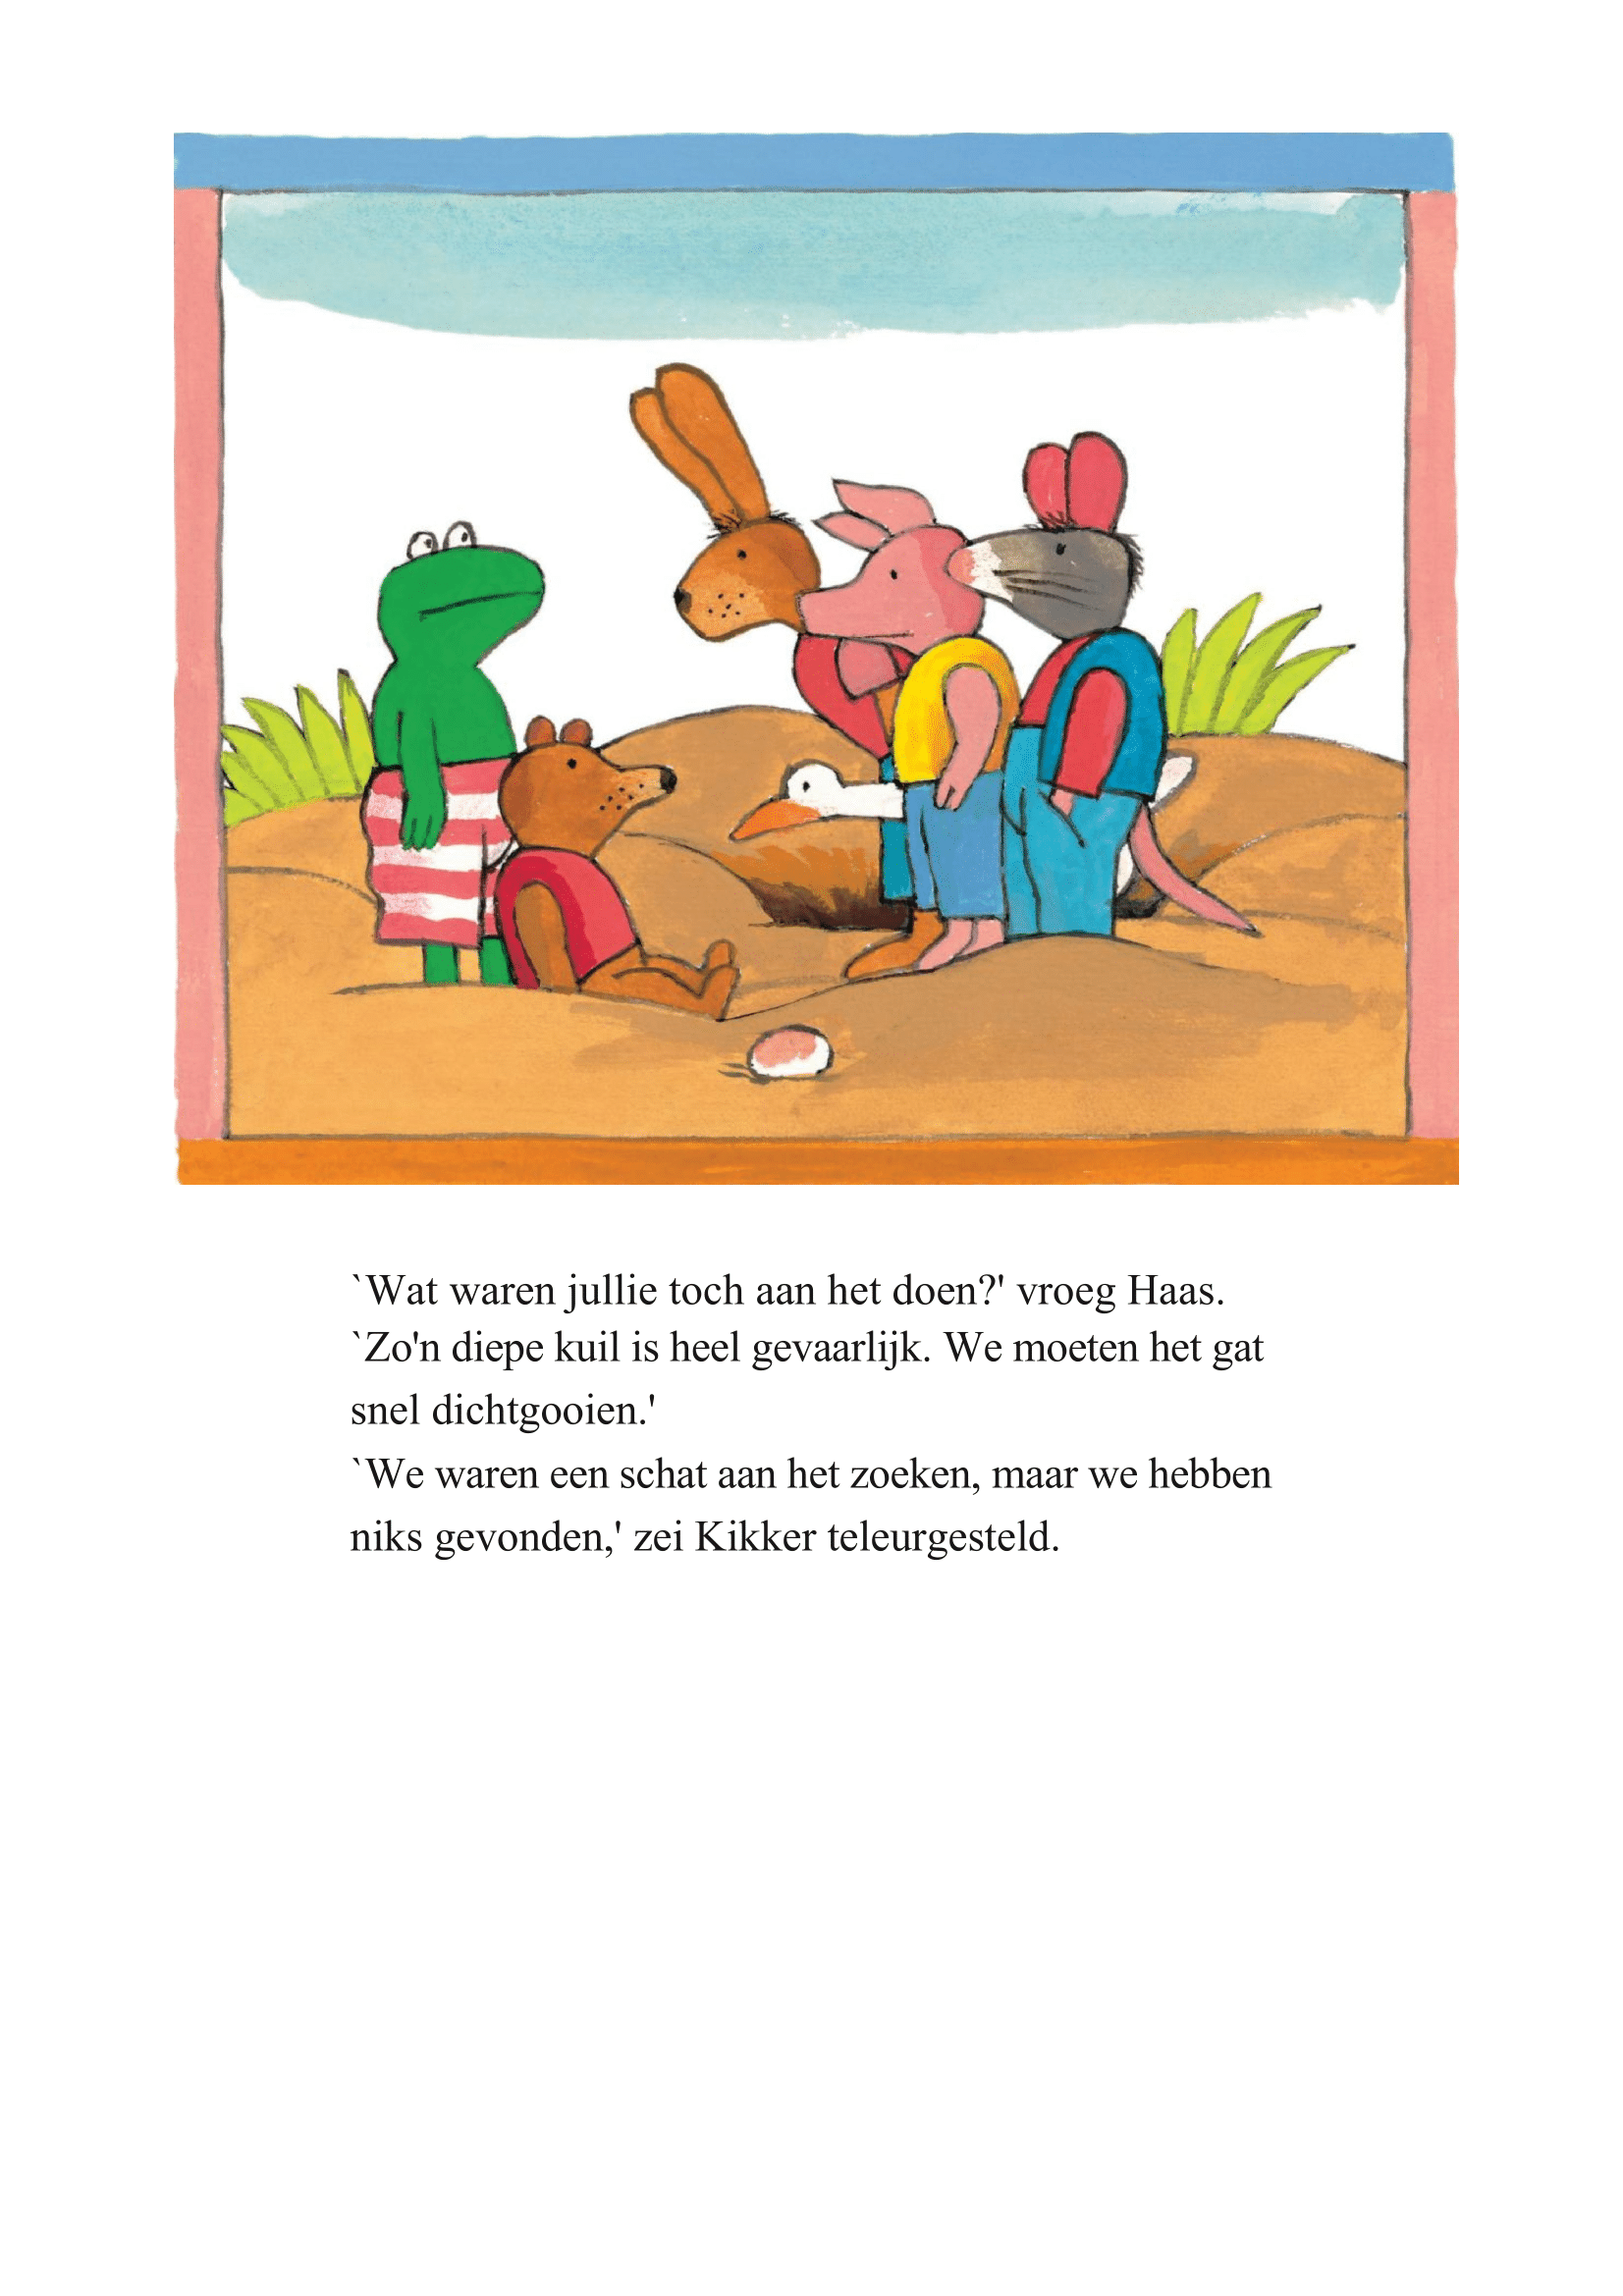 `Wat waren jullie toch aan het doen?' vroeg Haas.
`Zo'n diepe kuil is heel gevaarlijk. We moeten het gat
snel dichtgooien.'
`We waren een schat aan het zoeken, maar we hebben
niks gevonden,' zei Kikker teleurgesteld.